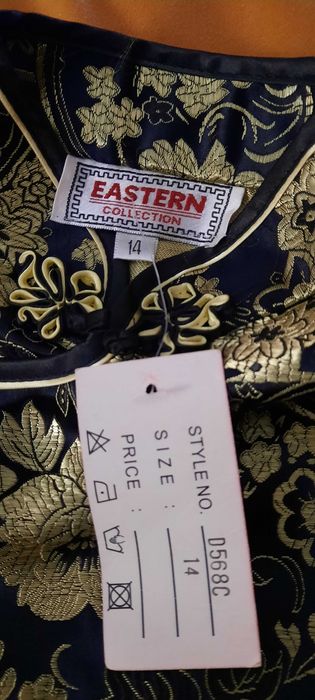 EASTERN
COLLECTION
14
STYLE NO. D568C
SIZE : 14
PRICE :